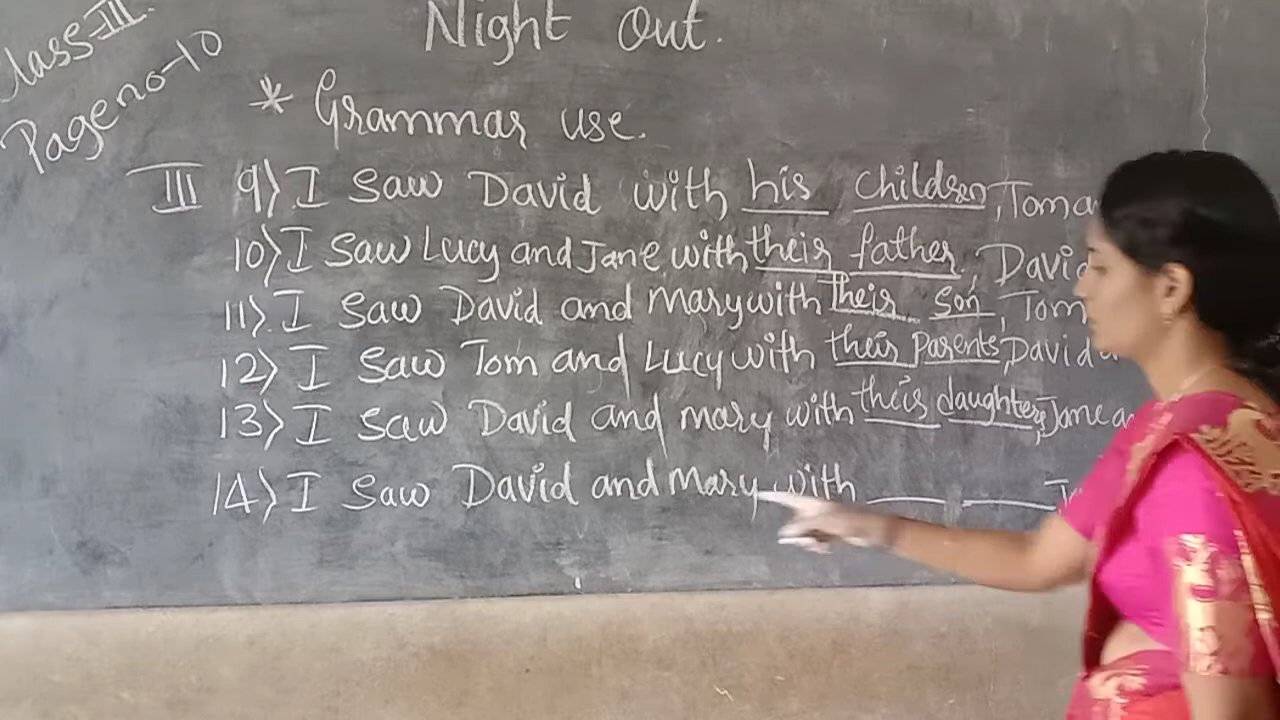 Night Out.
Class-III.
Page no-10
* Grammar use.
III 9) I Saw David with his children, Tom
10) I Saw Lucy and Jane with their father, David
11) I Saw David and Mary with Their Son, Tom
12) I Saw Tom and Lucy with their parents, David
13) I Saw David and mary with their daughters, Jane
14) I Saw David and Mary with ____ ____